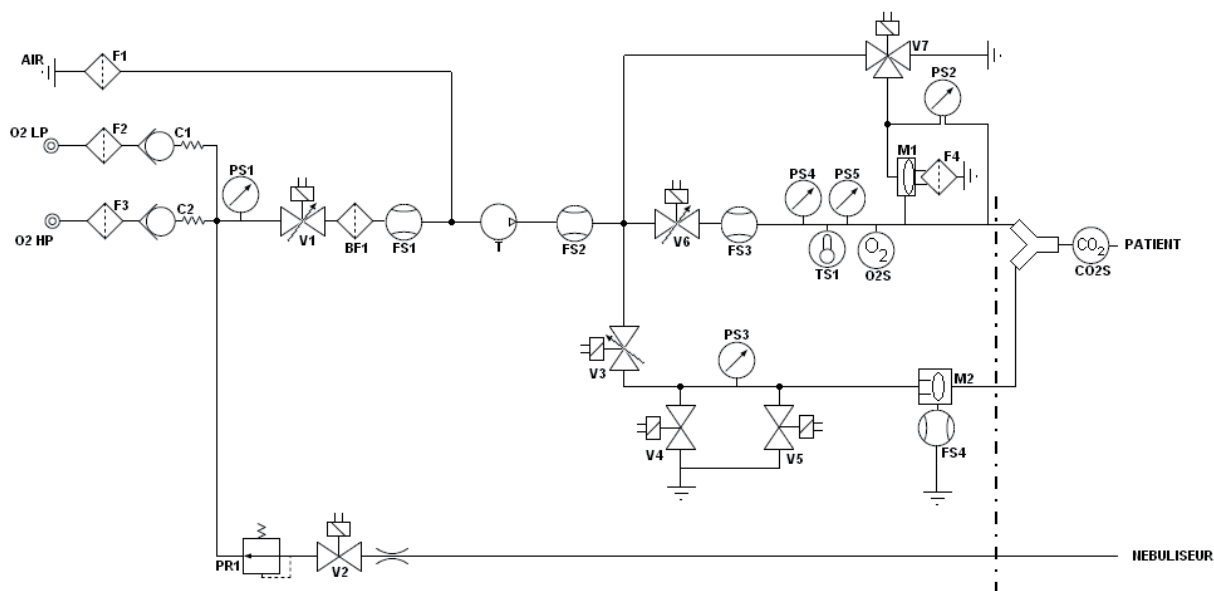 AIR
F1
V7
PS2
O2 LP
F2
C1
PS1
M1
F4
PS4
PS5
O2 HP
F3
C2
V1
BF1
FS1
T
FS2
V6
FS3
TS1
O2
O2S
CO2
CO2S
PATIENT
V3
PS3
M2
V4
V5
FS4
PR1
V2
NEBULISEUR